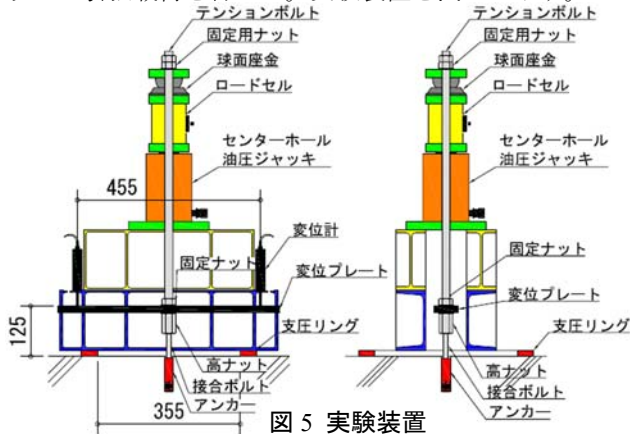 テンションボルト
固定用ナット
球面座金
ロードセル
センターホール
油圧ジャッキ
455
変位計
固定ナット
変位プレート
125
支圧リング
高ナット
接合ボルト
アンカー
355
テンションボルト
固定用ナット
球面座金
ロードセル
センターホール
油圧ジャッキ
固定ナット
変位プレート
支圧リング
高ナット
接合ボルト
アンカー
図 5 実験装置